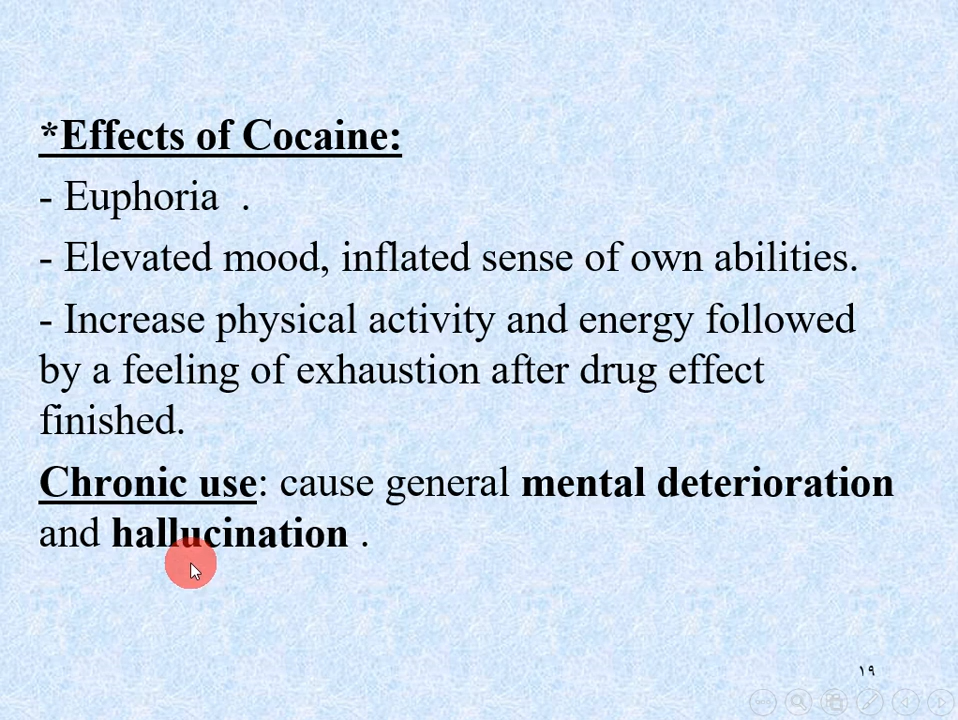 *Effects of Cocaine:
- Euphoria  .
- Elevated mood, inflated sense of own abilities.
- Increase physical activity and energy followed
by a feeling of exhaustion after drug effect
finished.
Chronic use: cause general mental deterioration
and hallucination .
١٩